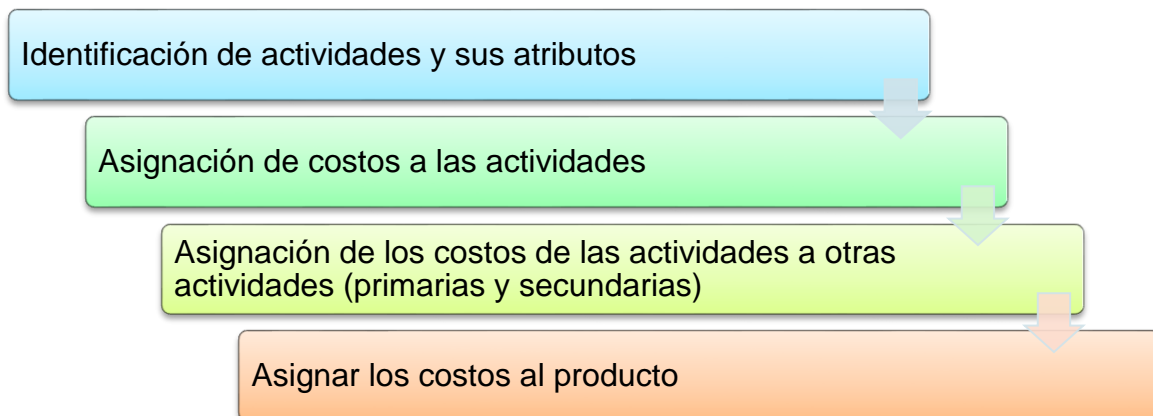 Identificación de actividades y sus atributos
Asignación de costos a las actividades
Asignación de los costos de las actividades a otras
actividades (primarias y secundarias)
Asignar los costos al producto